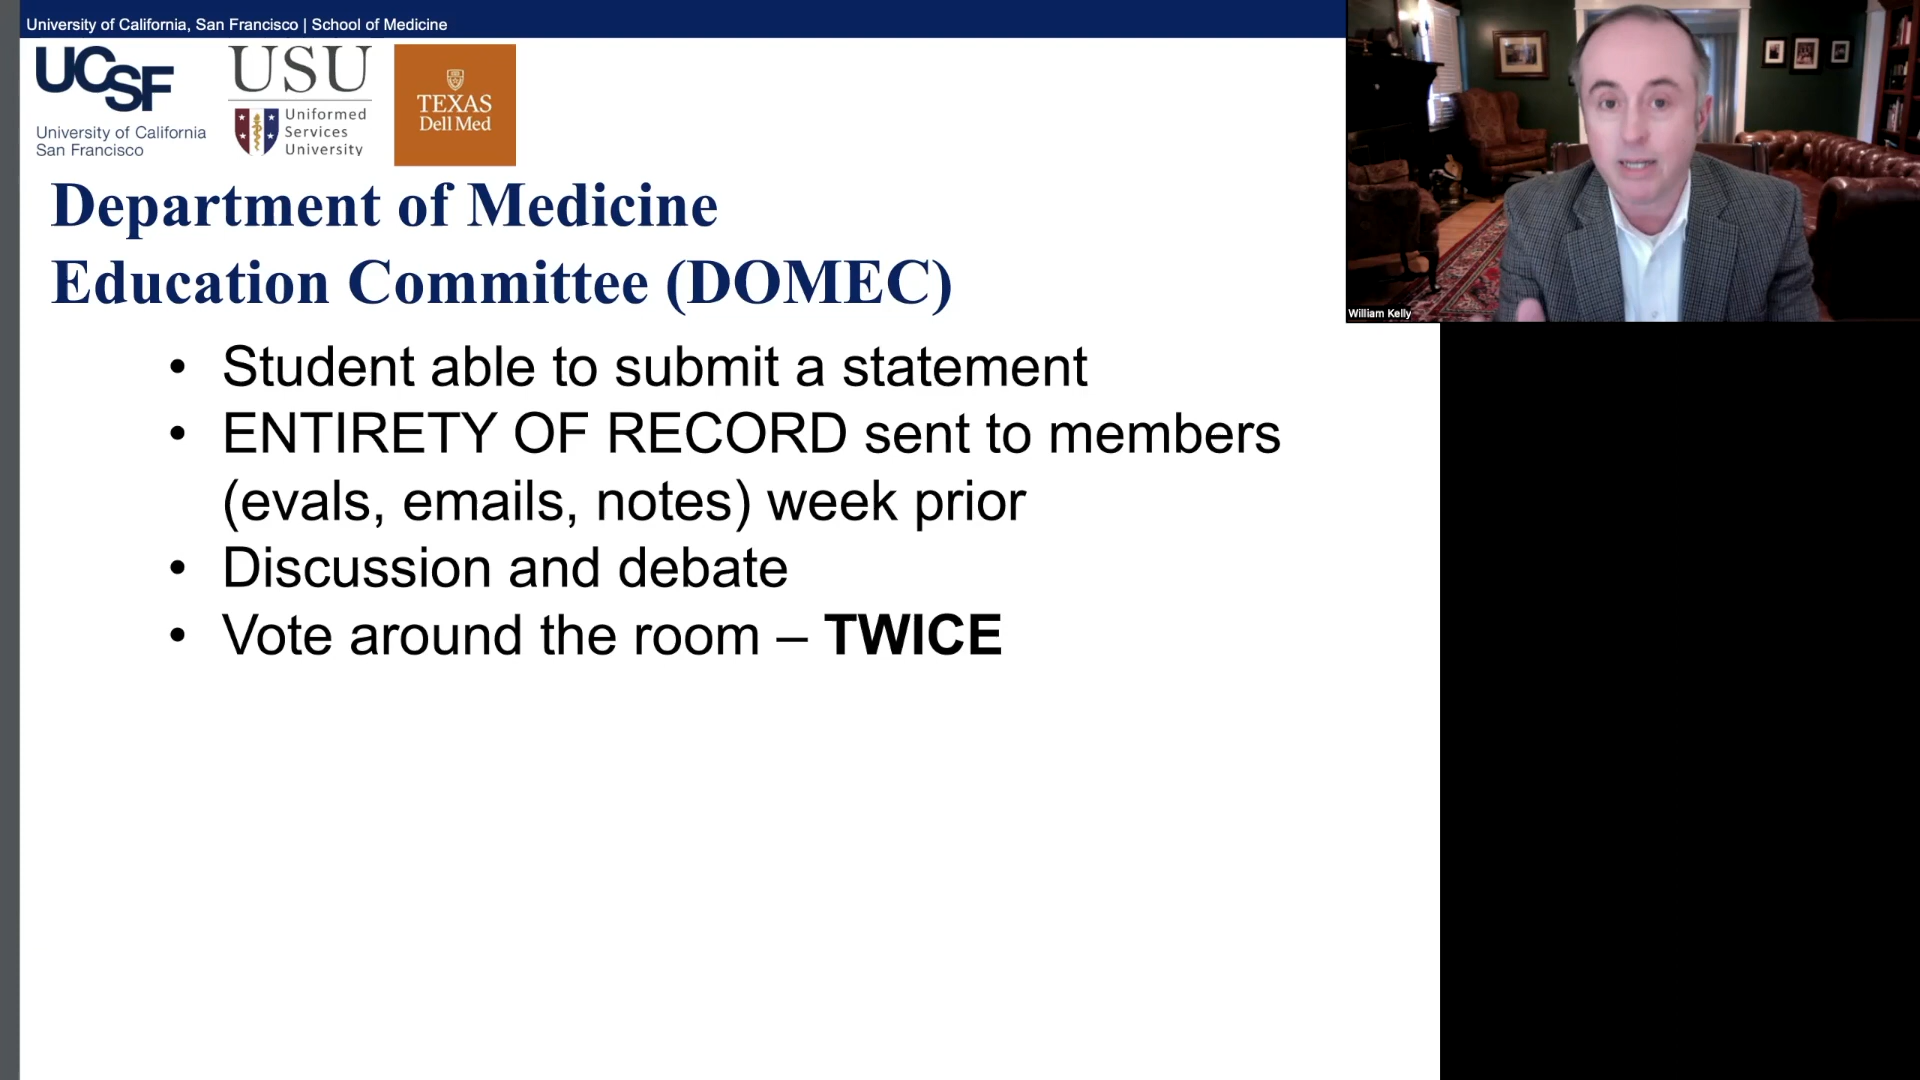 University of California, San Francisco | School of Medicine
UCSF
University of California
San Francisco
USU
Uniformed
Services
University
TEXAS
Dell Med
Department of Medicine
Education Committee (DOMEC)
• Student able to submit a statement
• ENTIRETY OF RECORD sent to members
(evals, emails, notes) week prior
• Discussion and debate
• Vote around the room – TWICE
William Kelly